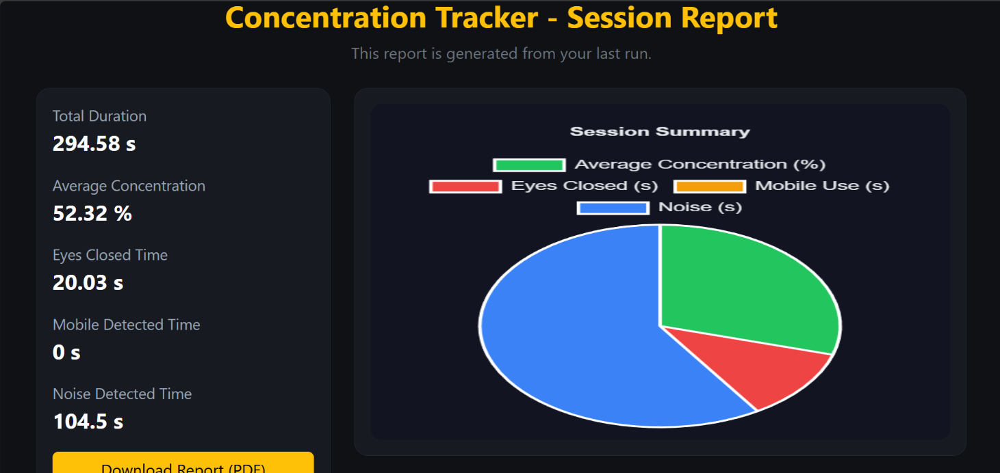 Concentration Tracker - Session Report
This report is generated from your last run.
Total Duration
294.58 s
Average Concentration
52.32 %
Eyes Closed Time
20.03 s
Mobile Detected Time
0 s
Noise Detected Time
104.5 s
Download Report (PDF)
Session Summary
Average Concentration (%)
Eyes Closed (s) Mobile Use (s)
Noise (s)